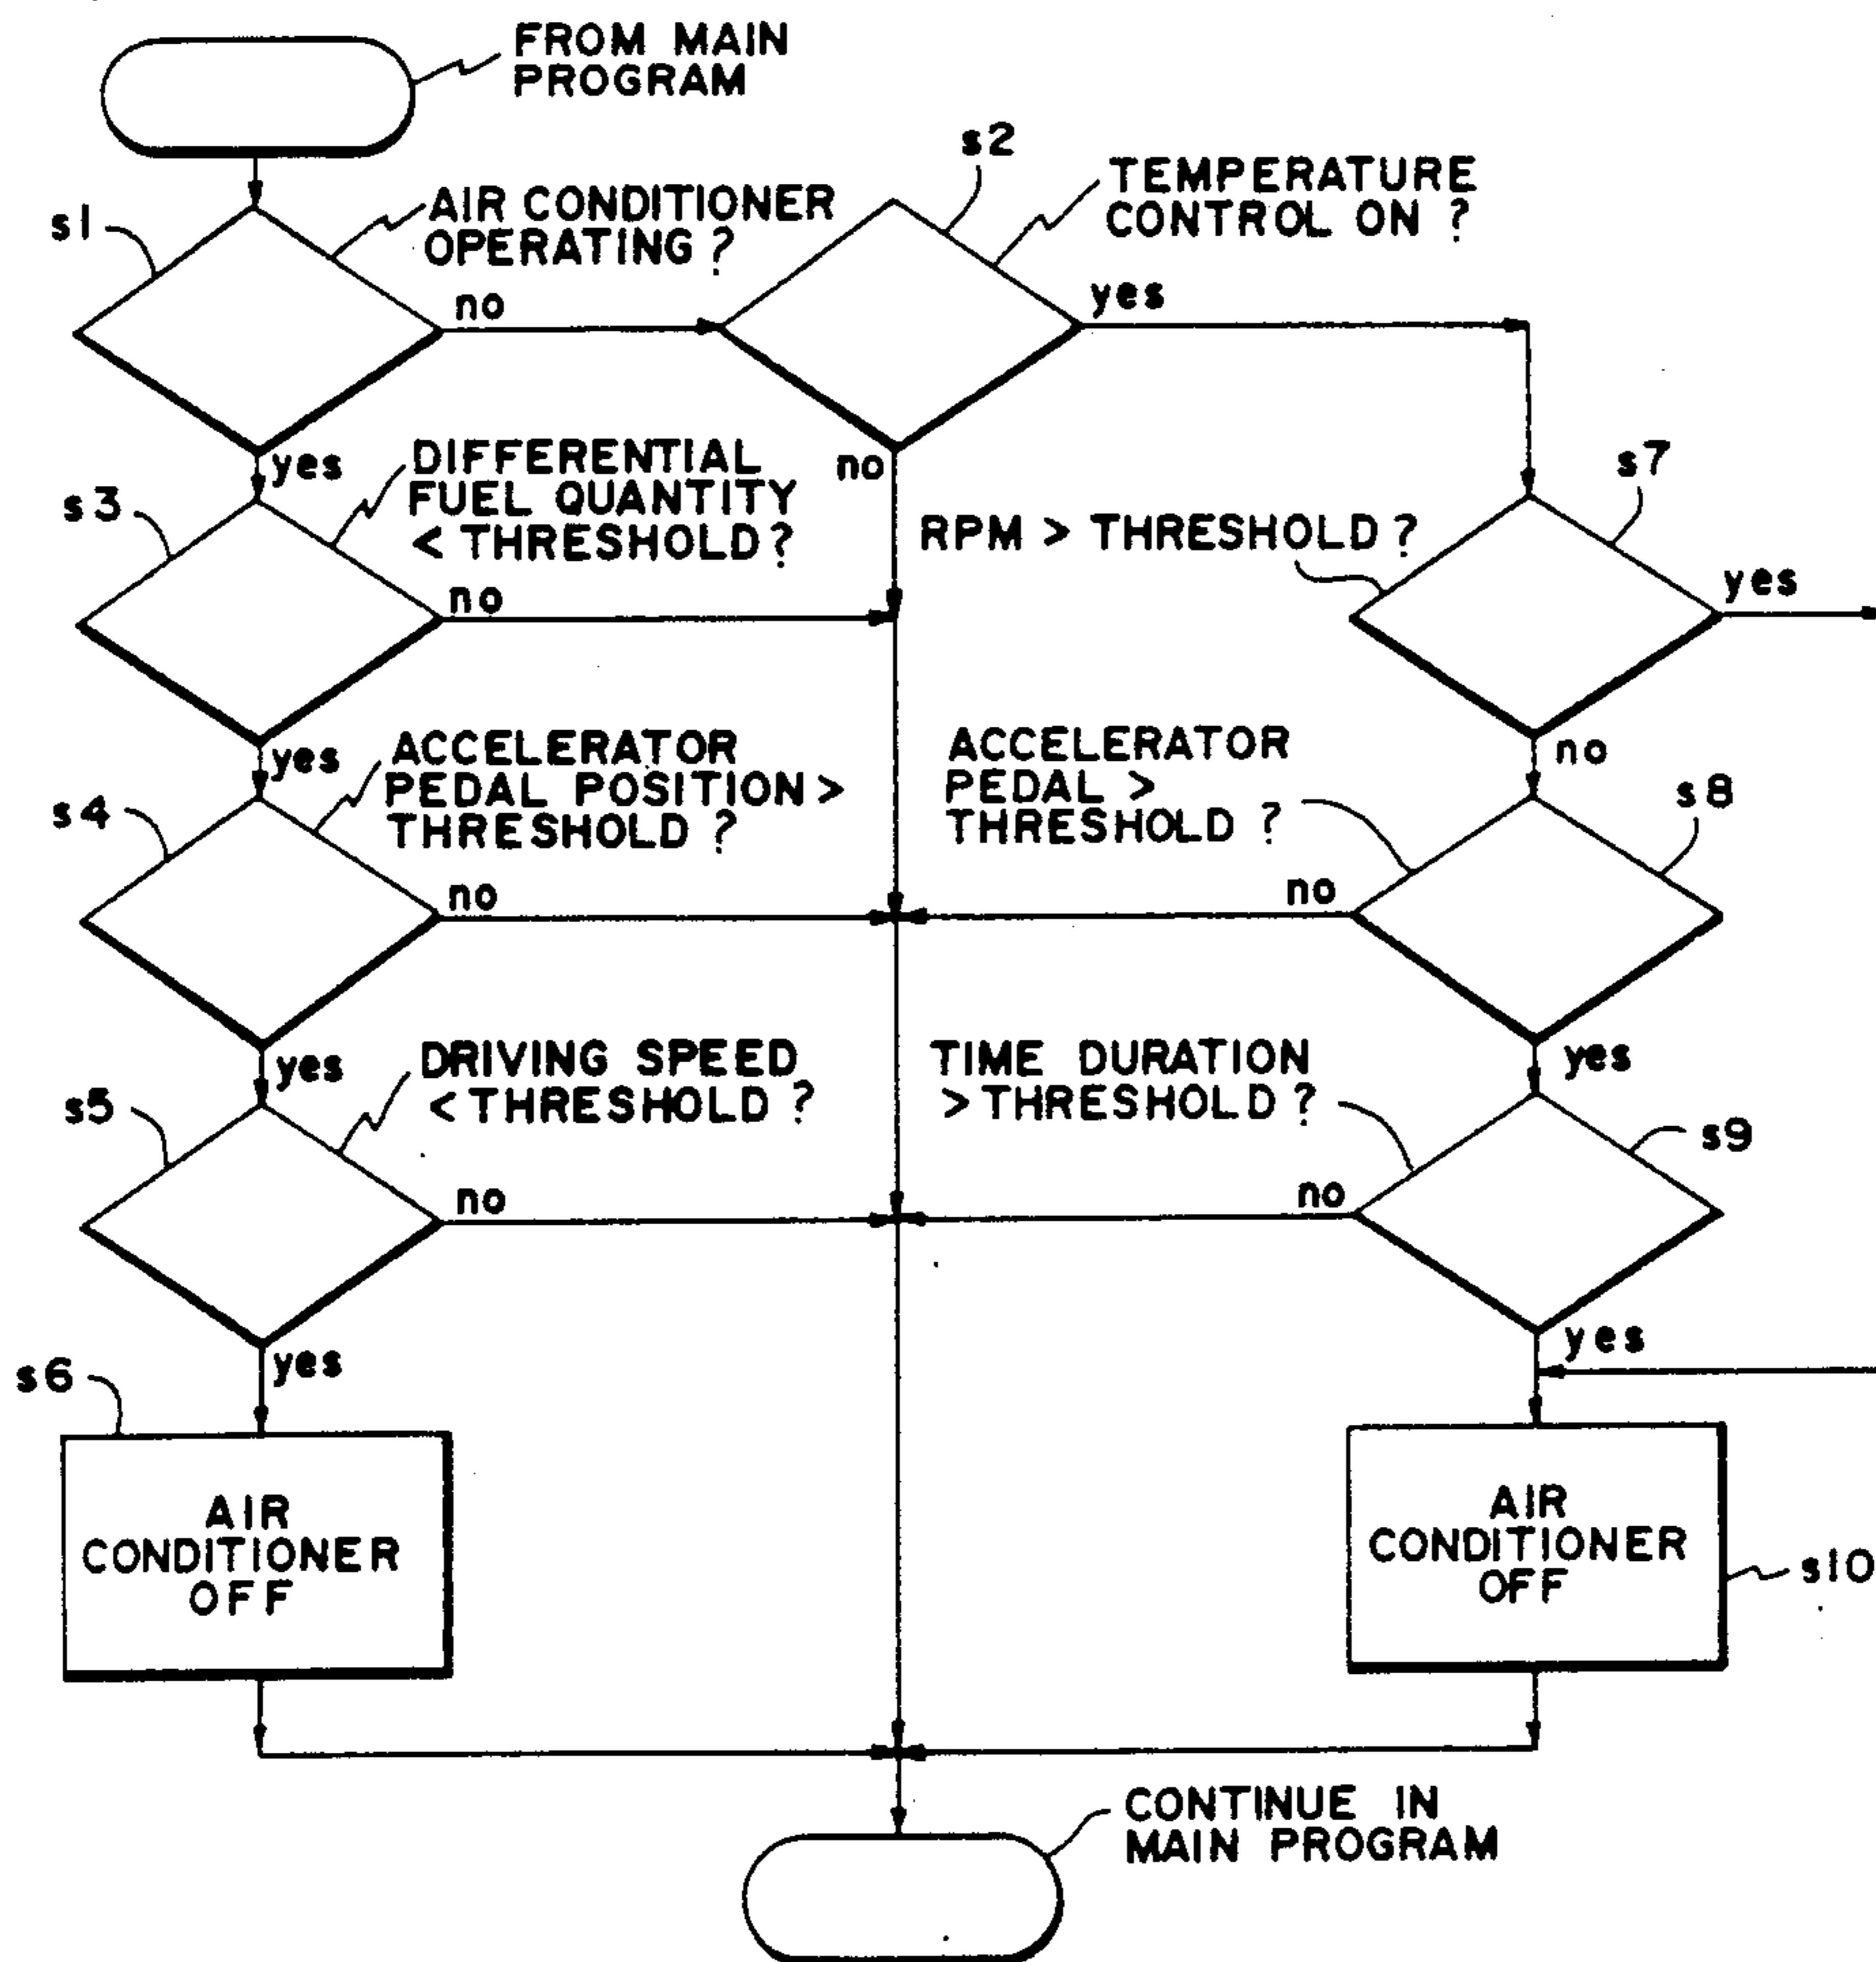 FROM MAIN
PROGRAM
s1
AIR CONDITIONER
OPERATING ?
no
s2
TEMPERATURE
CONTROL ON ?
yes
yes
s3
DIFFERENTIAL
FUEL QUANTITY
< THRESHOLD ?
no
no
RPM > THRESHOLD ?
s7
yes
yes
no
s4
ACCELERATOR
PEDAL POSITION >
THRESHOLD ?
no
ACCELERATOR
PEDAL >
THRESHOLD ?
s8
no
yes
yes
s5
DRIVING SPEED
< THRESHOLD ?
no
TIME DURATION
> THRESHOLD ?
s9
no
yes
yes
s6
AIR
CONDITIONER
OFF
AIR
CONDITIONER
OFF
s10
CONTINUE IN
MAIN PROGRAM